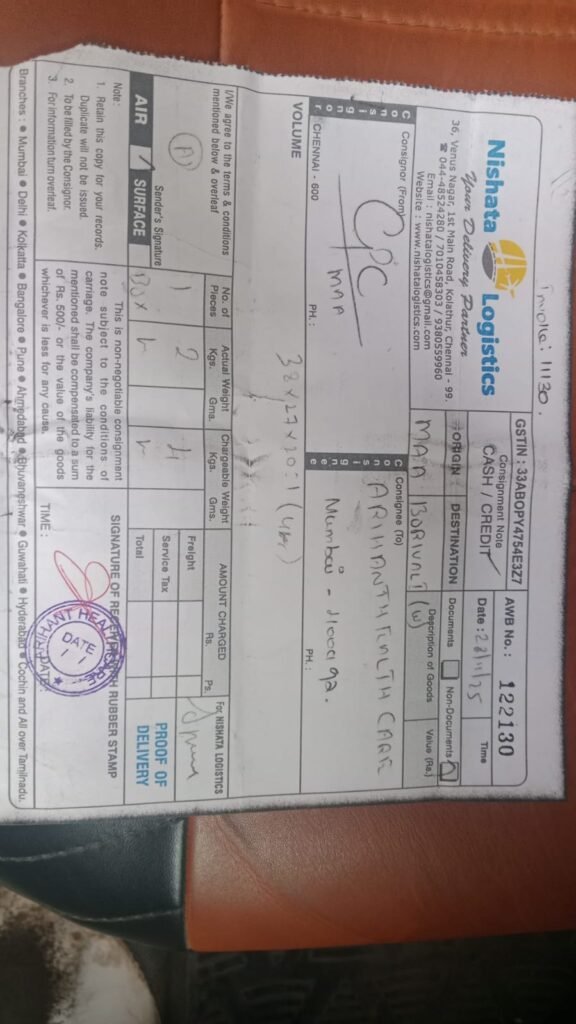 Invoice: 11130.
Nishata Logistics
Your Delivery Partner
36, Venus Nagar, 1st Main Road, Kolathur, Chennai - 99.
☎ 044-48524280 / 7010458303 / 9380559960
Email : nishatalogistics@gmail.com
Website : www.nishatalogistics.com
GSTIN : 33ABOPY4754E3Z7
Consignment Note
CASH / CREDIT
AWB No.: 122130
Date :
Time
ORIGIN DESTINATION
Documents Non-Documents
MAA BORIVALI (W)
Description of Goods Value (Rs.)
Consignor (From)
CPC
MAA
CHENNAI - 600 PH.:
Consignee (To)
ARIHANTH HEALTH CARE
Mumbai -
PH.:
VOLUME
I/We agree to the terms & conditions
mentioned below & overleaf
Sender's Signature
AIR ✓ SURFACE
No. of Pieces
Actual Weight Kgs. Gms.
Chargeable Weight Kgs. Gms.
1 2 4
Box
AMOUNT CHARGED Rs. Ps.
Freight
Service Tax
Total
For NISHATA LOGISTICS
PROOF OF DELIVERY
Note:
1. Retain this copy for your records.
Duplicate will not be issued.
2. To be filled by the Consignor.
3. For information turn overleaf.
This is non-negotiable consignment
note subject to the conditions of
carriage. The company's liability for the
mentioned shall be compensated to a sum
of Rs. 500/- or the value of the goods
whichever is less for any cause.
SIGNATURE OF RECEIVER WITH RUBBER STAMP
TIME : DATE :
DATE
Branches : ● Mumbai ● Delhi ● Kolkatta ● Bangalore ● Pune ● Ahmedabad ● Bhuvaneshwar ● Guwahati ● Hyderabad ● Cochin and All over Tamilnadu.